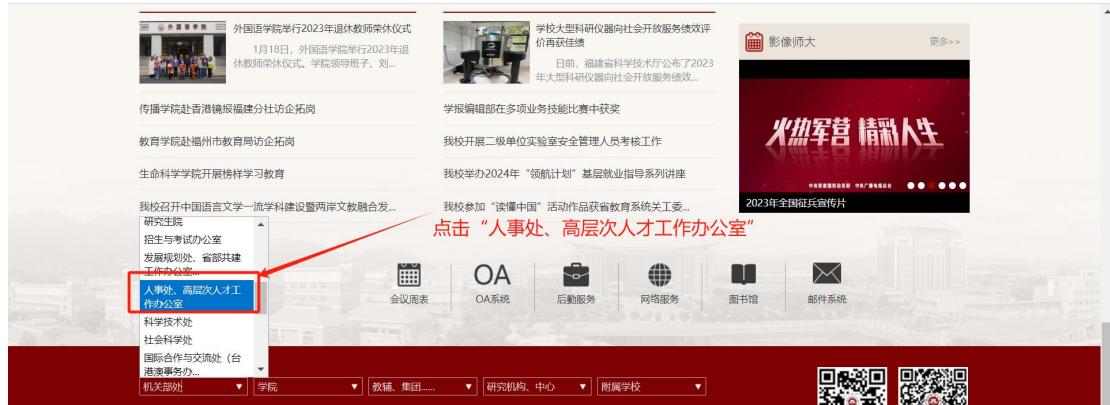 外国语学院举行2023年退休教师荣休仪式
1月18日,外国语学院举行2023年退
休教师荣休仪式。学院领导班子、刘...
学校大型科研仪器向社会开放服务绩效评
价再获佳绩
日前,福建省科学技术厅公布了2023
年大型科研仪器向社会开放服务绩效...
影像师大
更多>>
传播学院赴香港镜报福建分社访企拓岗
教育学院赴福州市教育局访企拓岗
生命科学学院开展榜样学习教育
我校召开中国语言文学一流学科建设暨两岸文教融合发...
学报编辑部在多项业务技能比赛中获奖
我校开展二级单位实验室安全管理人员考核工作
我校举办2024年“领航计划”基层就业指导系列讲座
我校参加“读懂中国”活动作品获省教育系统关工委...
火热军营 精彩人生
2023年全国征兵宣传片
点击“人事处、高层次人才工作办公室”
研究生院
招生与考试办公室
发展规划处、省部共建
工作办公室...
人事处、高层次人才工
作办公室
科学技术处
社会科学处
国际合作与交流处(台
港澳事务办...
会议周表
OA
OA系统
后勤服务
网络服务
图书馆
邮件系统
机关部处
学院
教辅、集团......
研究机构、中心
附属学校